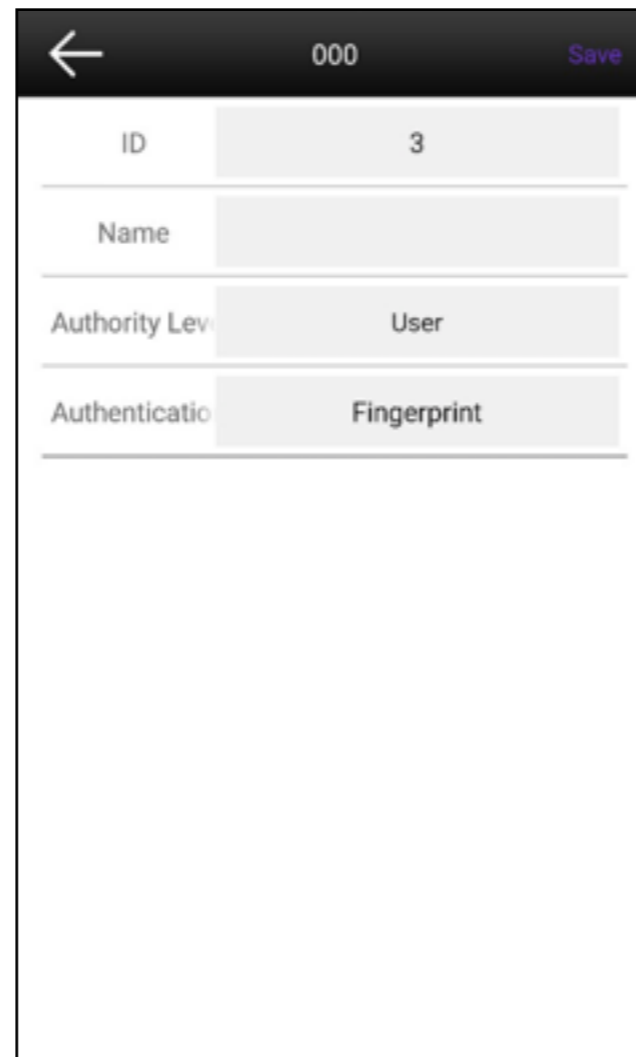 000 Save
ID 3
Name
Authority Lev
User
Authenticatio
Fingerprint